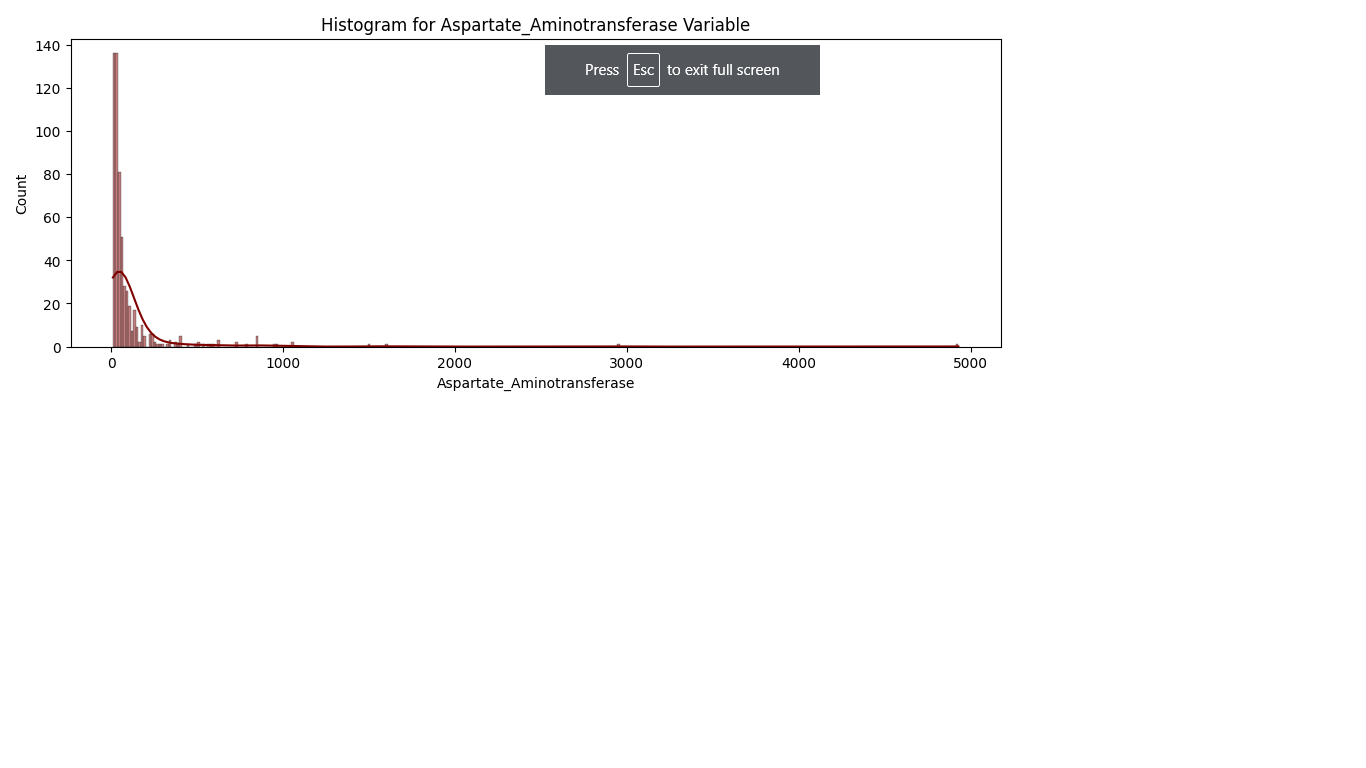 Histogram for Aspartate_Aminotransferase Variable
Press Esc to exit full screen
140
120
100
80
60
40
20
0
Count
0 1000 2000 3000 4000 5000
Aspartate_Aminotransferase